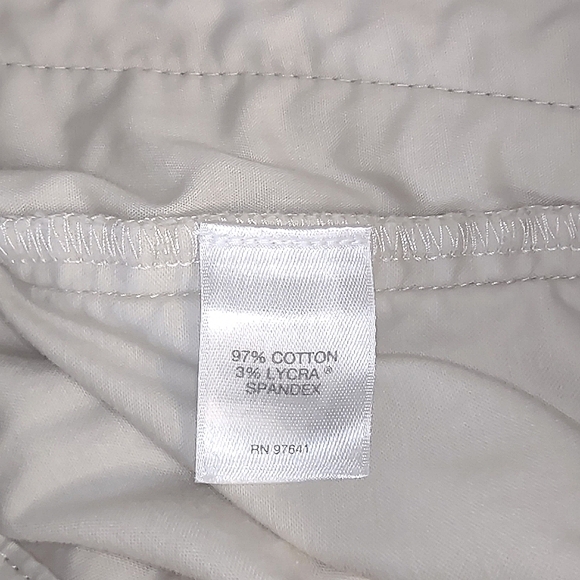 97% COTTON
3% LYCRA®
SPANDEX
RN 97641